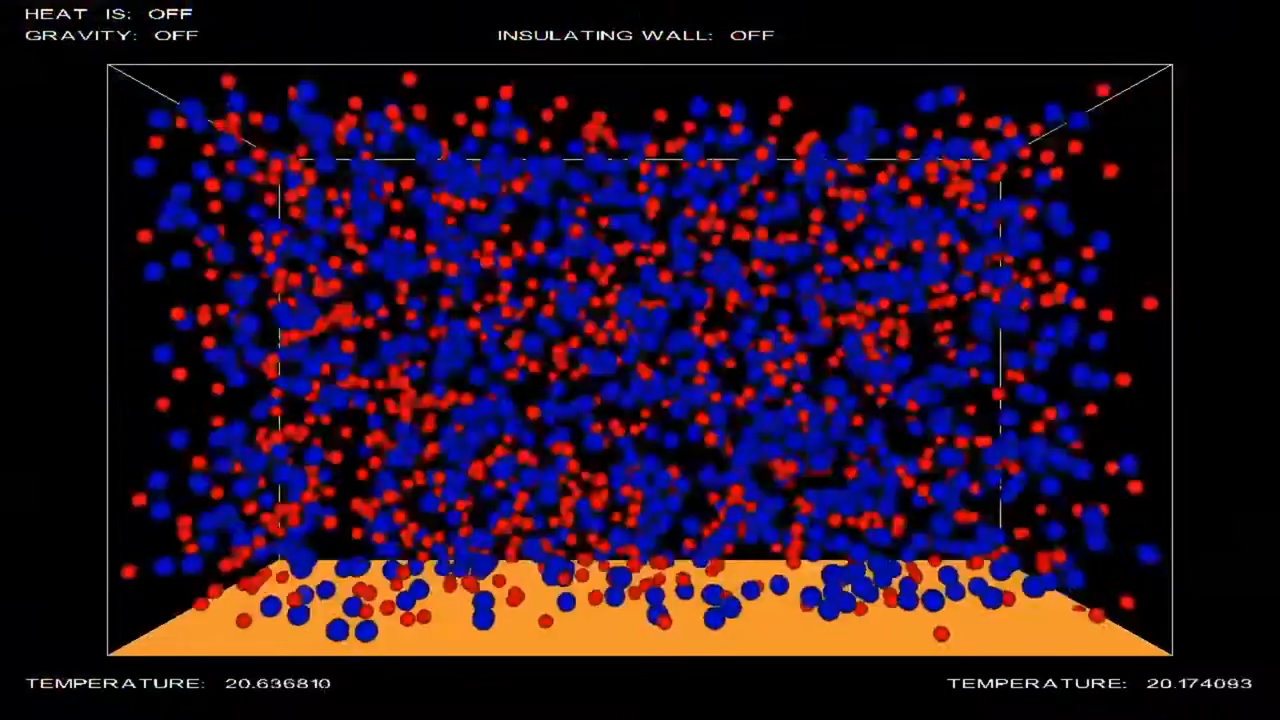 HEAT IS: OFF
GRAVITY: OFF
INSULATING WALL: OFF
TEMPERATURE: 20.636810
TEMPERATURE: 20.174093